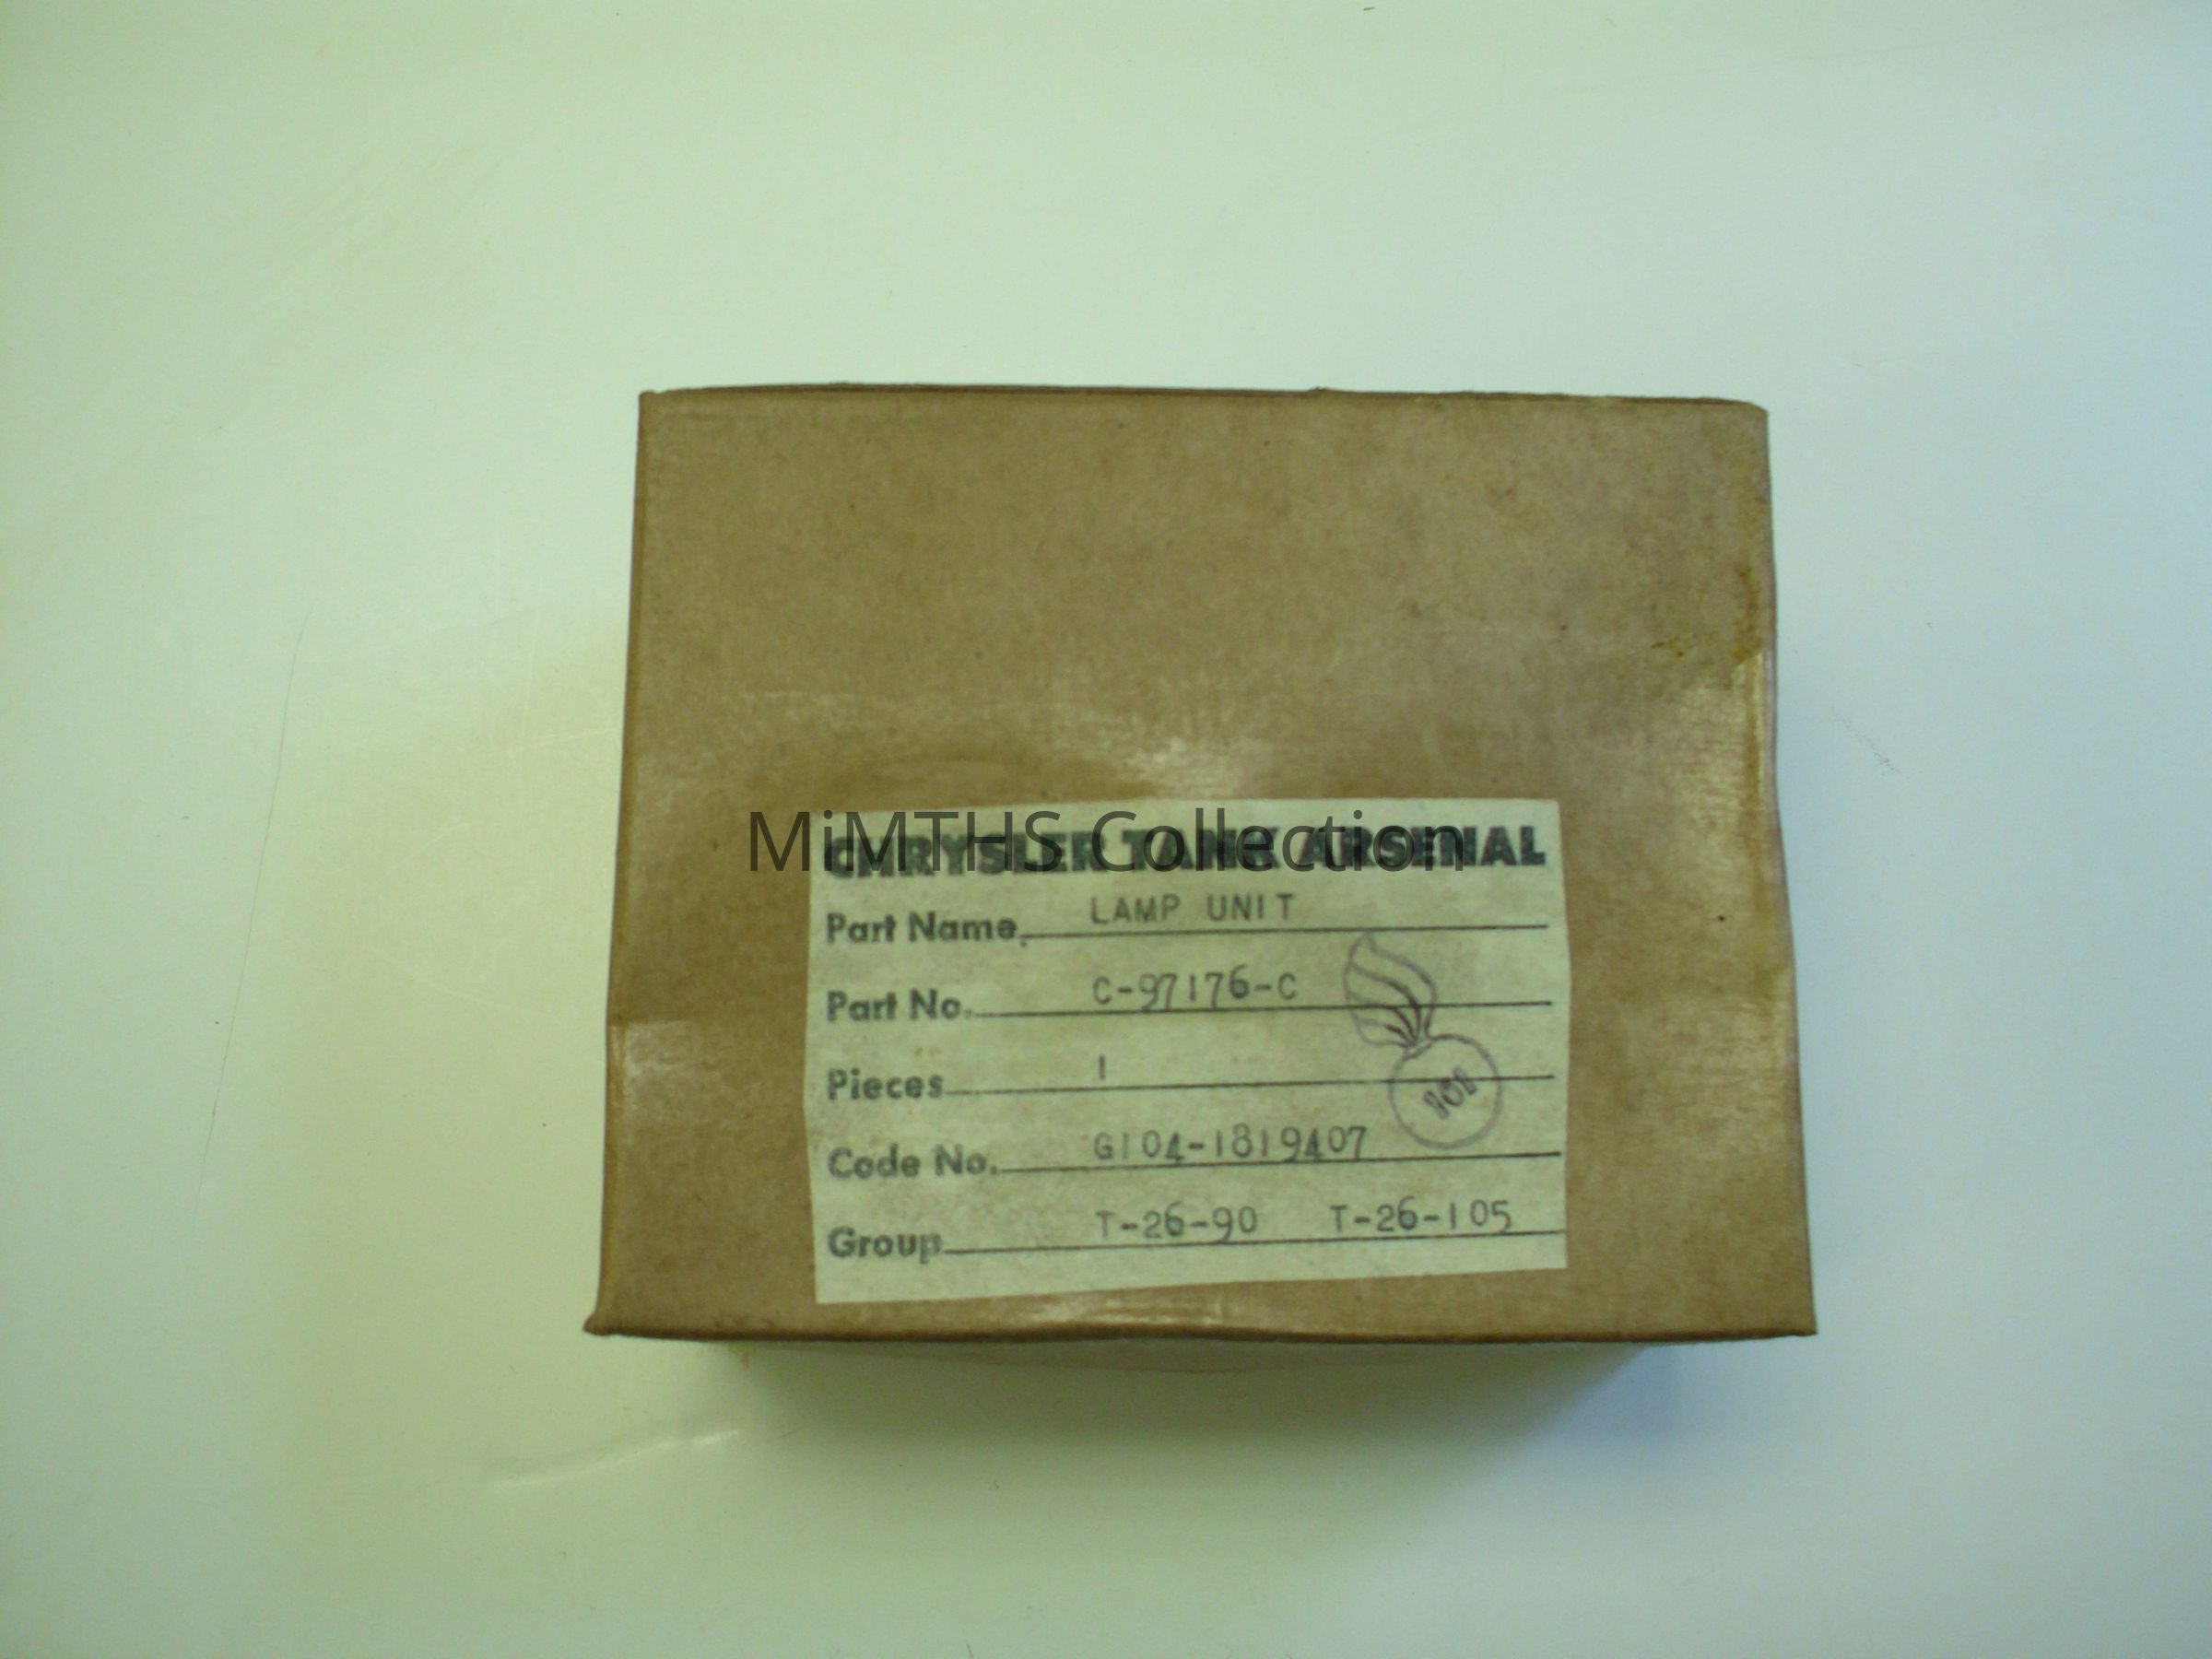 MiMTHS Collection
CHRYSLER TANK ARSENAL
Part Name. LAMP UNIT
Part No. C-97176-C
Pieces 1
101
Code No. G104-1819407
Group T-26-90 T-26-105